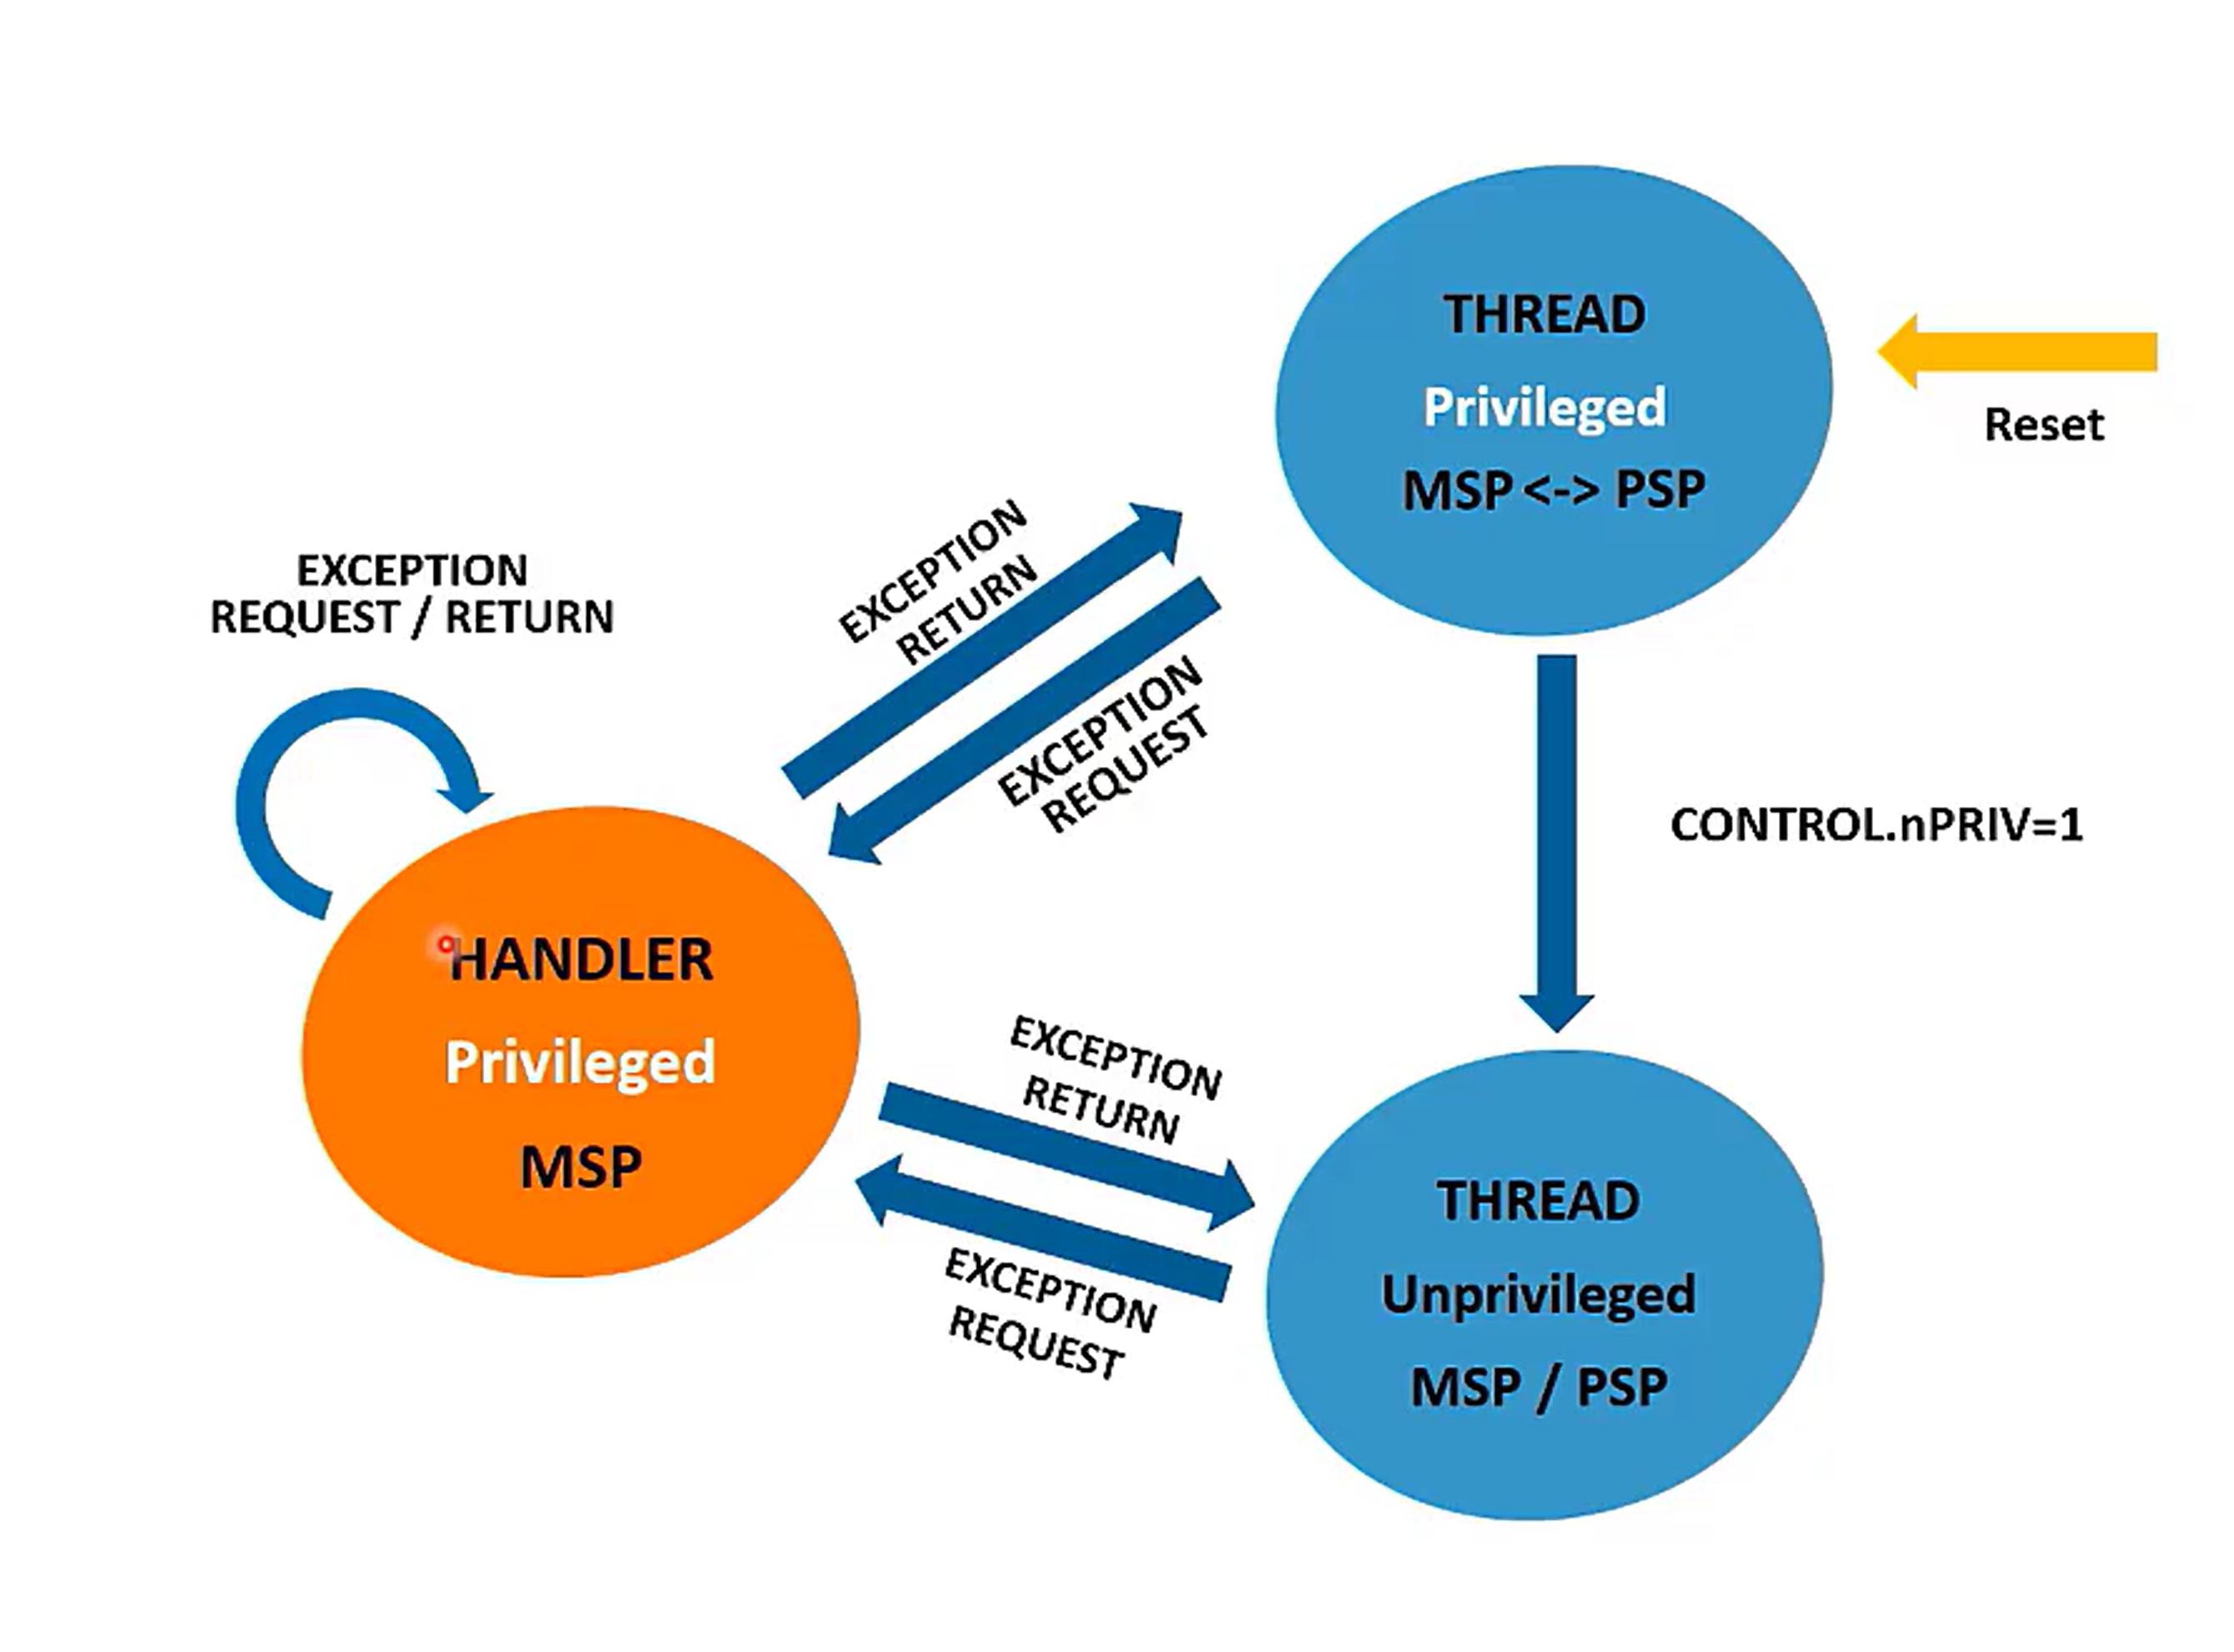 THREAD
Privileged
MSP <-> PSP
Reset
EXCEPTION
RETURN
EXCEPTION
REQUEST
EXCEPTION
REQUEST / RETURN
CONTROL.nPRIV=1
HANDLER
Privileged
MSP
EXCEPTION
RETURN
EXCEPTION
REQUEST
THREAD
Unprivileged
MSP / PSP